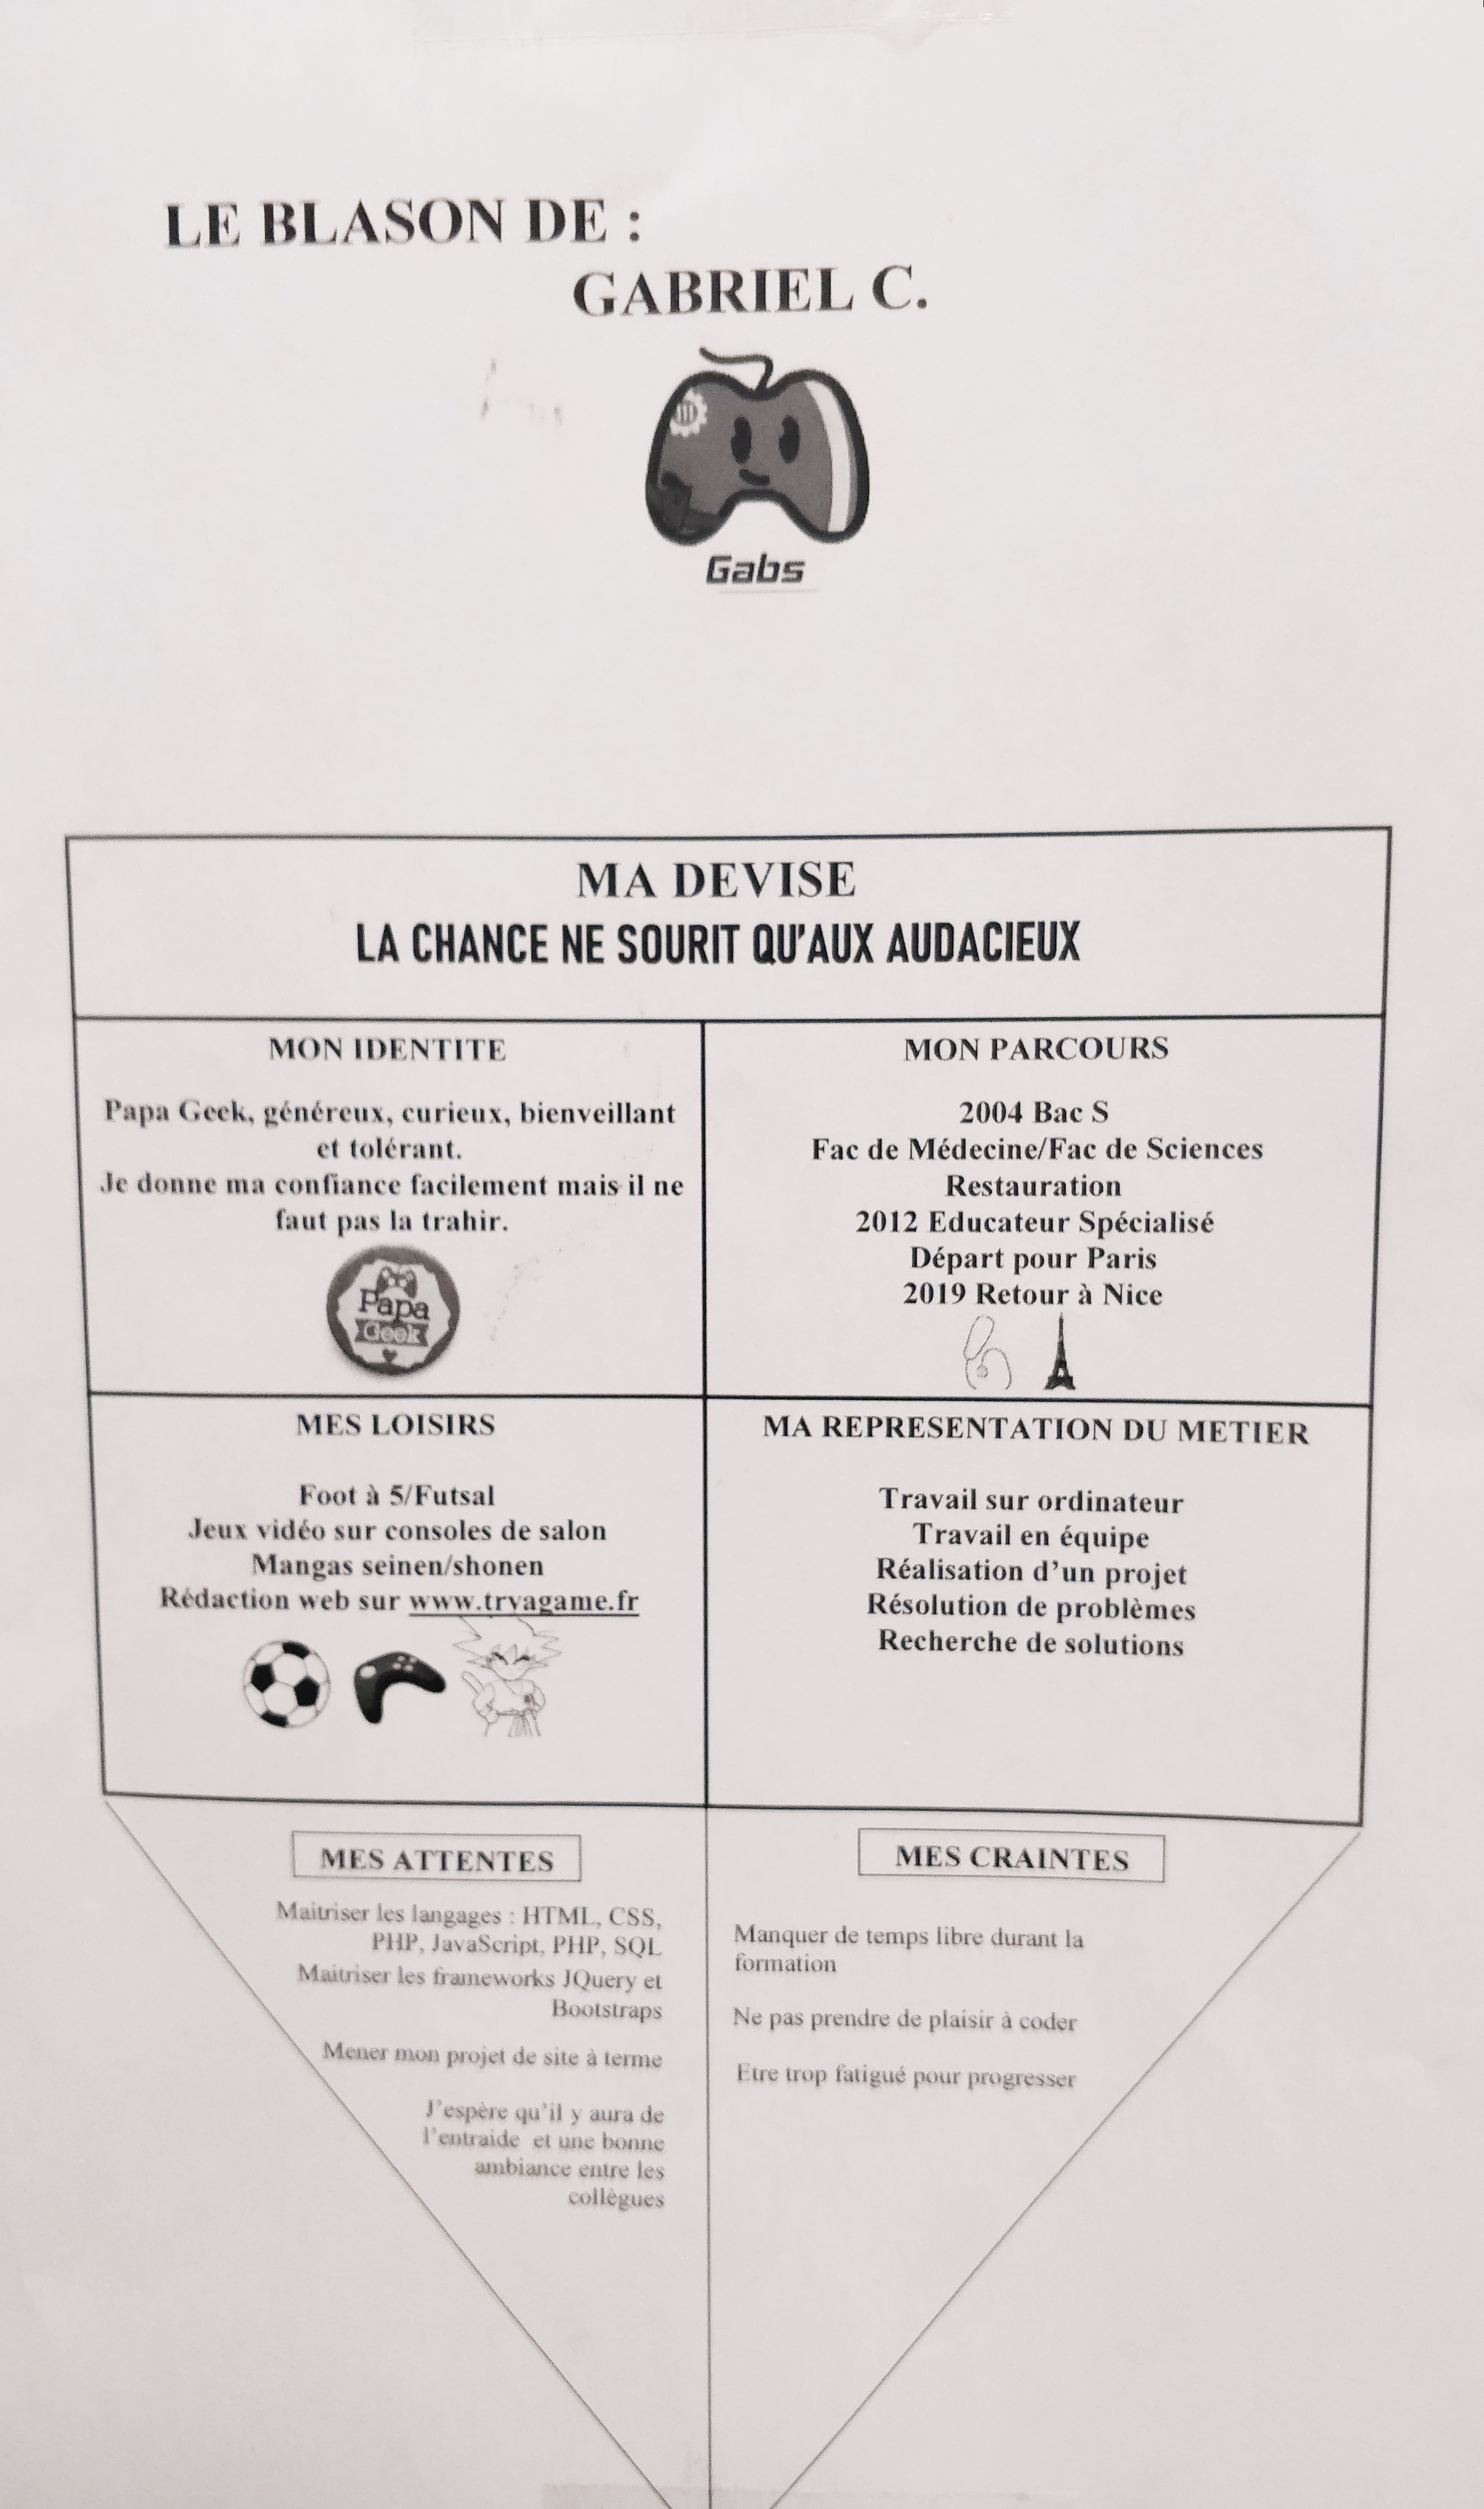 LE BLASON DE :
GABRIEL C.
Gabs
MA DEVISE
LA CHANCE NE SOURIT QU'AUX AUDACIEUX
MON IDENTITE
Papa Geek, généreux, curieux, bienveillant
et tolérant.
Je donne ma confiance facilement mais il ne
faut pas la trahir.
Papa
Geek
MON PARCOURS
2004 Bac S
Fac de Médecine/Fac de Sciences
Restauration
2012 Educateur Spécialisé
Départ pour Paris
2019 Retour à Nice
MES LOISIRS
Foot à 5/Futsal
Jeux vidéo sur consoles de salon
Mangas seinen/shonen
Rédaction web sur www.tryagame.fr
MA REPRESENTATION DU METIER
Travail sur ordinateur
Travail en équipe
Réalisation d'un projet
Résolution de problèmes
Recherche de solutions
MES ATTENTES
Maitriser les langages : HTML, CSS,
PHP, JavaScript, PHP, SQL
Maitriser les frameworks JQuery et
Bootstraps
Mener mon projet de site à terme
J'espère qu'il y aura de
l'entraide et une bonne
ambiance entre les
collègues
MES CRAINTES
Manquer de temps libre durant la
formation
Ne pas prendre de plaisir à coder
Etre trop fatigué pour progresser